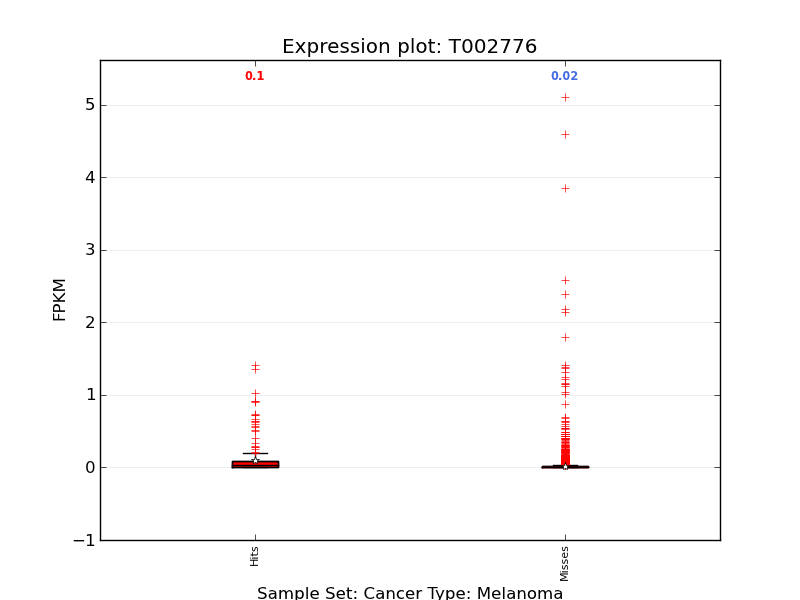 Expression plot: T002776
0.1
0.02
5
4
3
2
1
0
−1
FPKM
Hits
Misses
Sample Set: Cancer Type: Melanoma